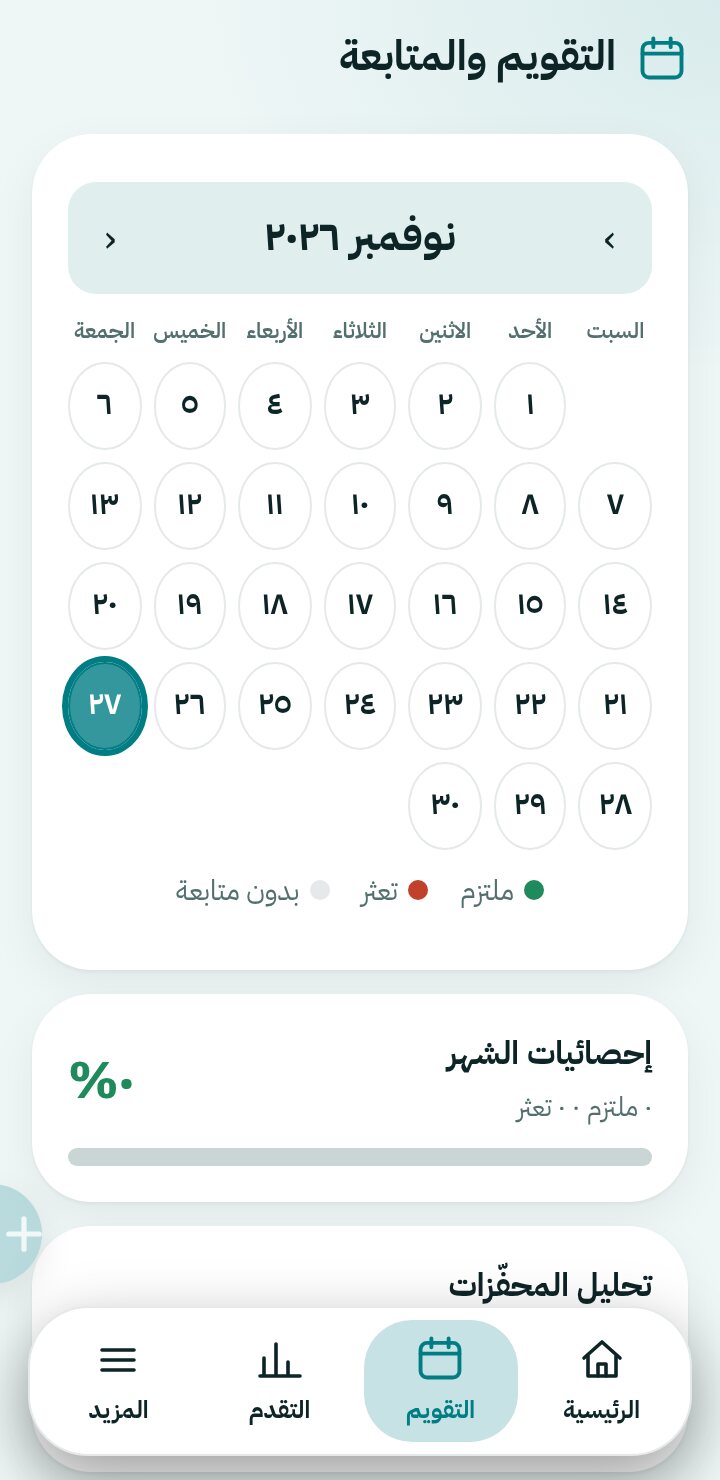 التقويم والمتابعة
نوفمبر ٢٠٢٦
السبت الأحد الاثنين الثلاثاء الأربعاء الخميس الجمعة
١ ٢ ٣ ٤ ٥ ٦
٧ ٨ ٩ ١٠ ١١ ١٢ ١٣
١٤ ١٥ ١٦ ١٧ ١٨ ١٩ ٢٠
٢١ ٢٢ ٢٣ ٢٤ ٢٥ ٢٦ ٢٧
٢٨ ٢٩ ٣٠
ملتزم تعثر بدون متابعة
إحصائيات الشهر
٠%
٠ ملتزم · ٠ تعثر
تحليل المحفّزات
الرئيسية التقويم التقدم المزيد